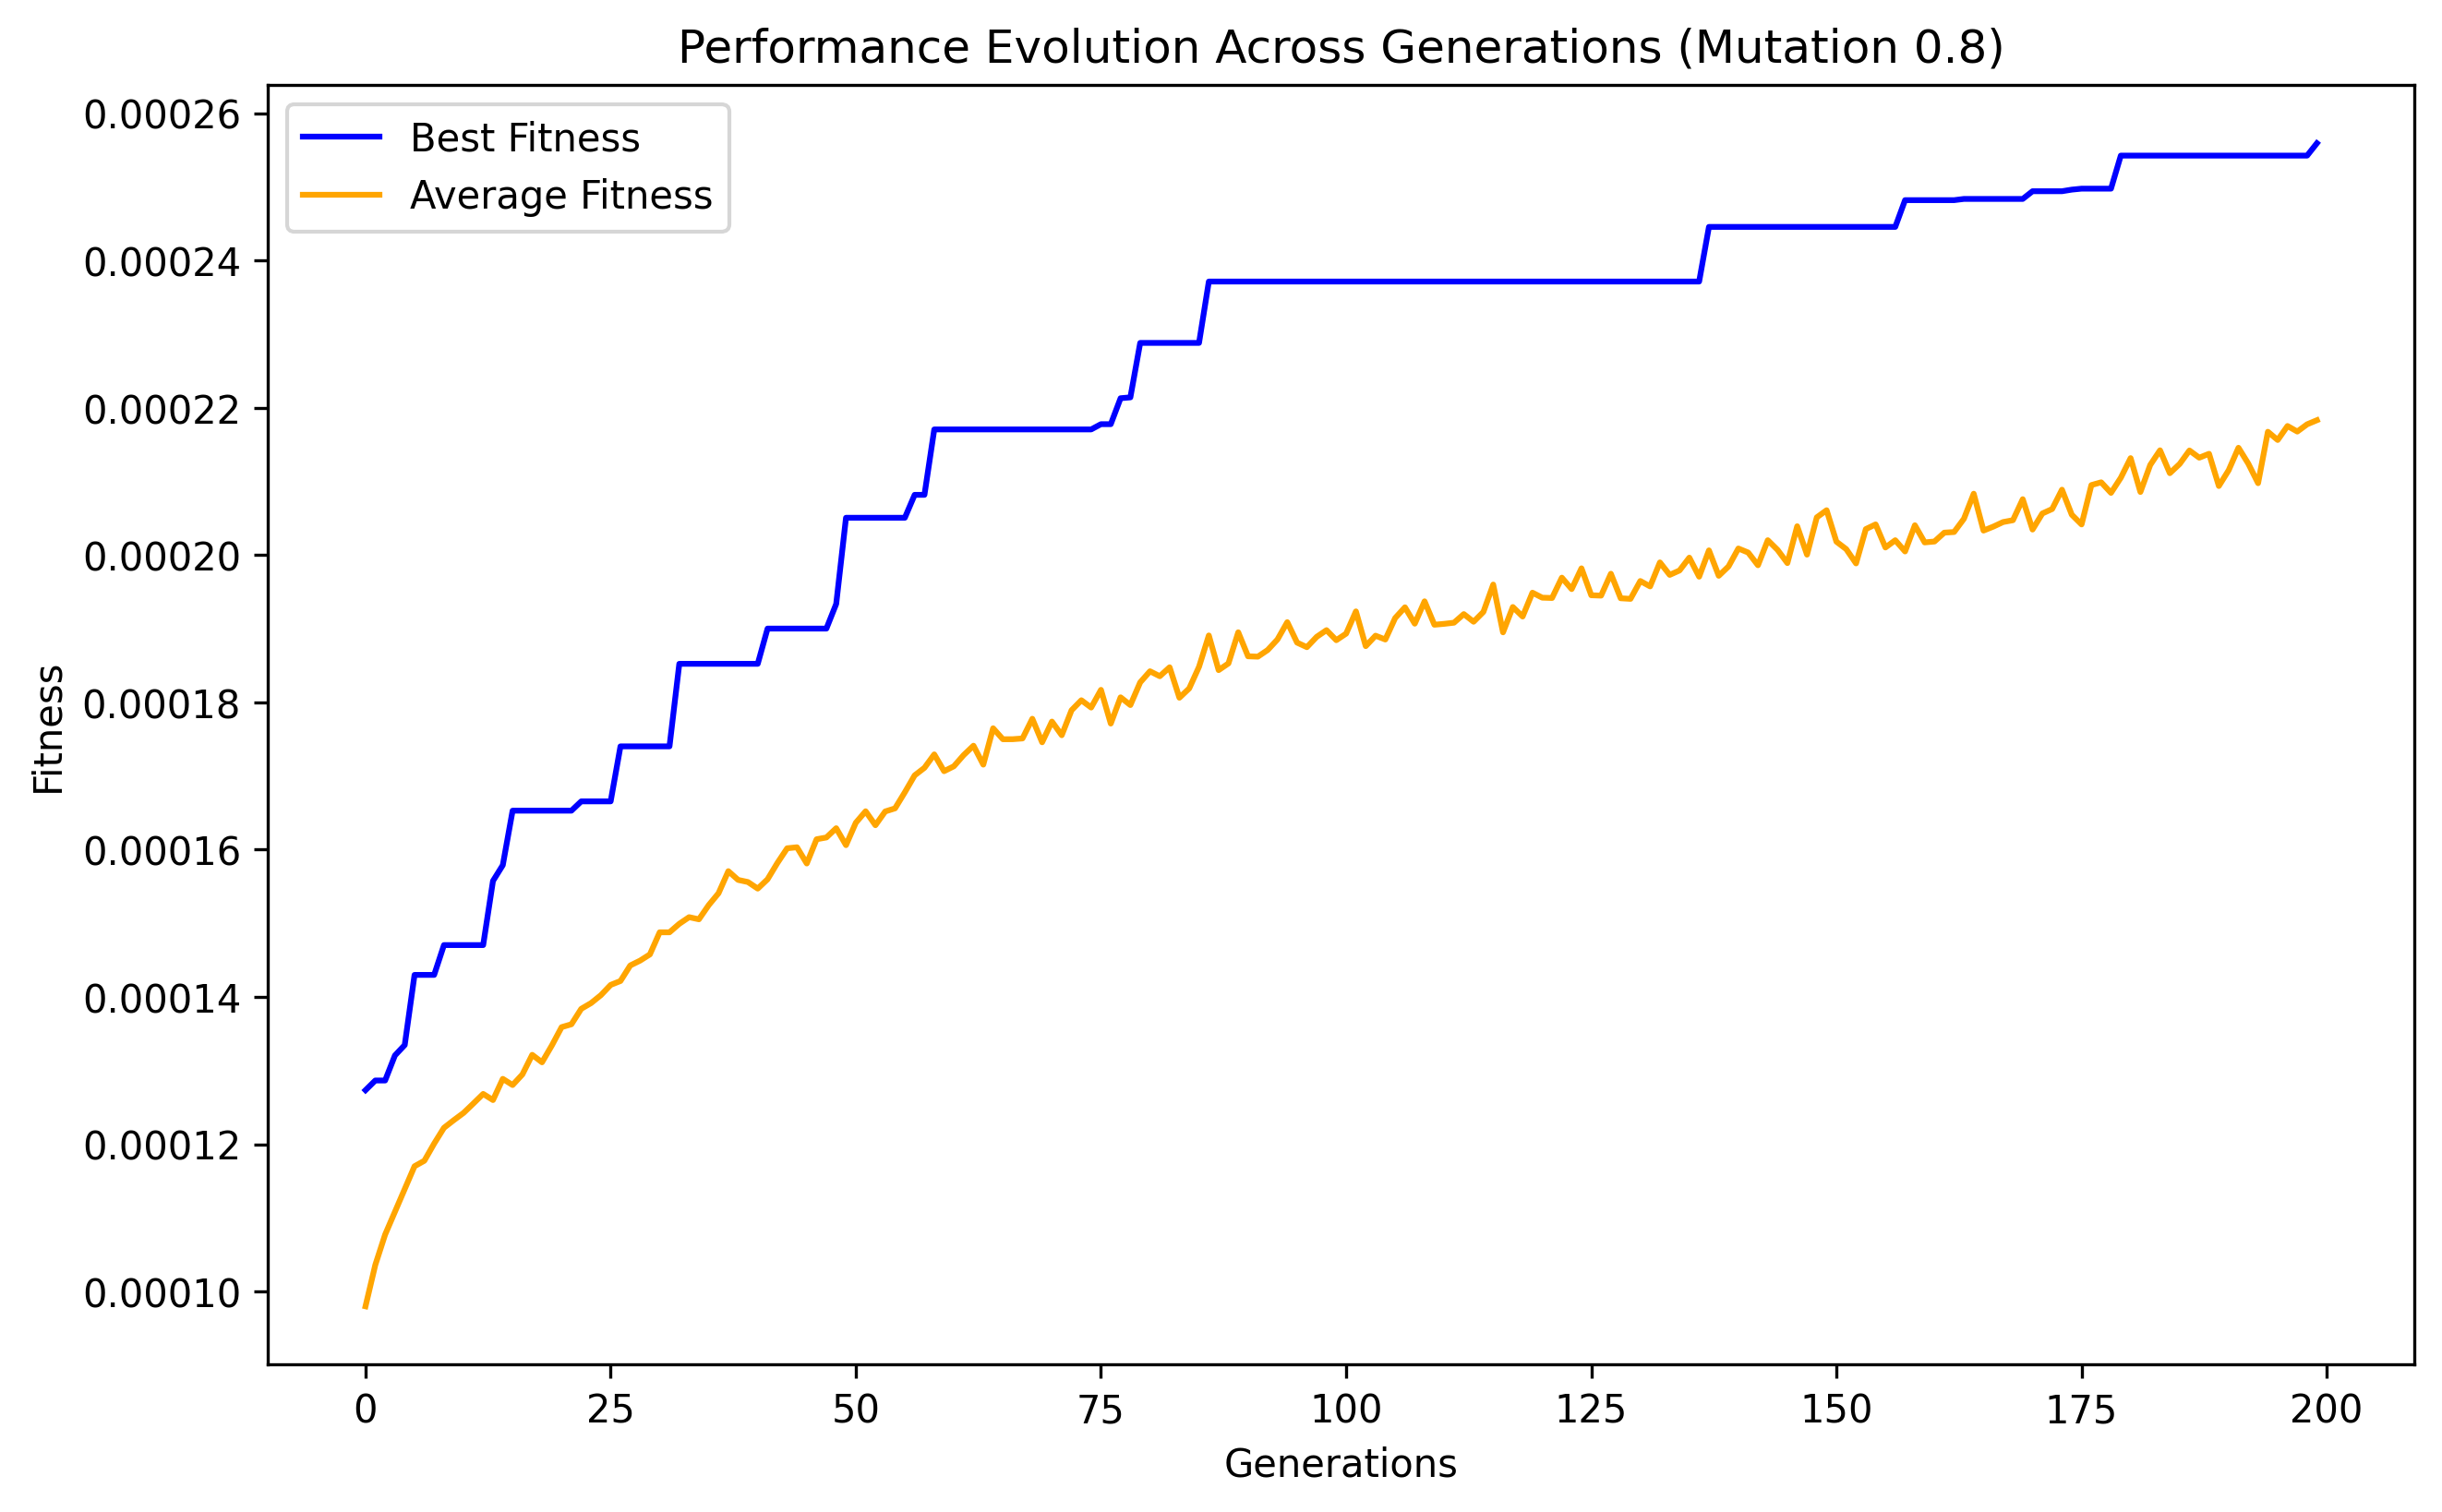 Performance Evolution Across Generations (Mutation 0.8)
Best Fitness
Average Fitness
0.00026
0.00024
0.00022
0.00020
0.00018
0.00016
0.00014
0.00012
0.00010
Fitness
0 25 50 75 100 125 150 175 200
Generations